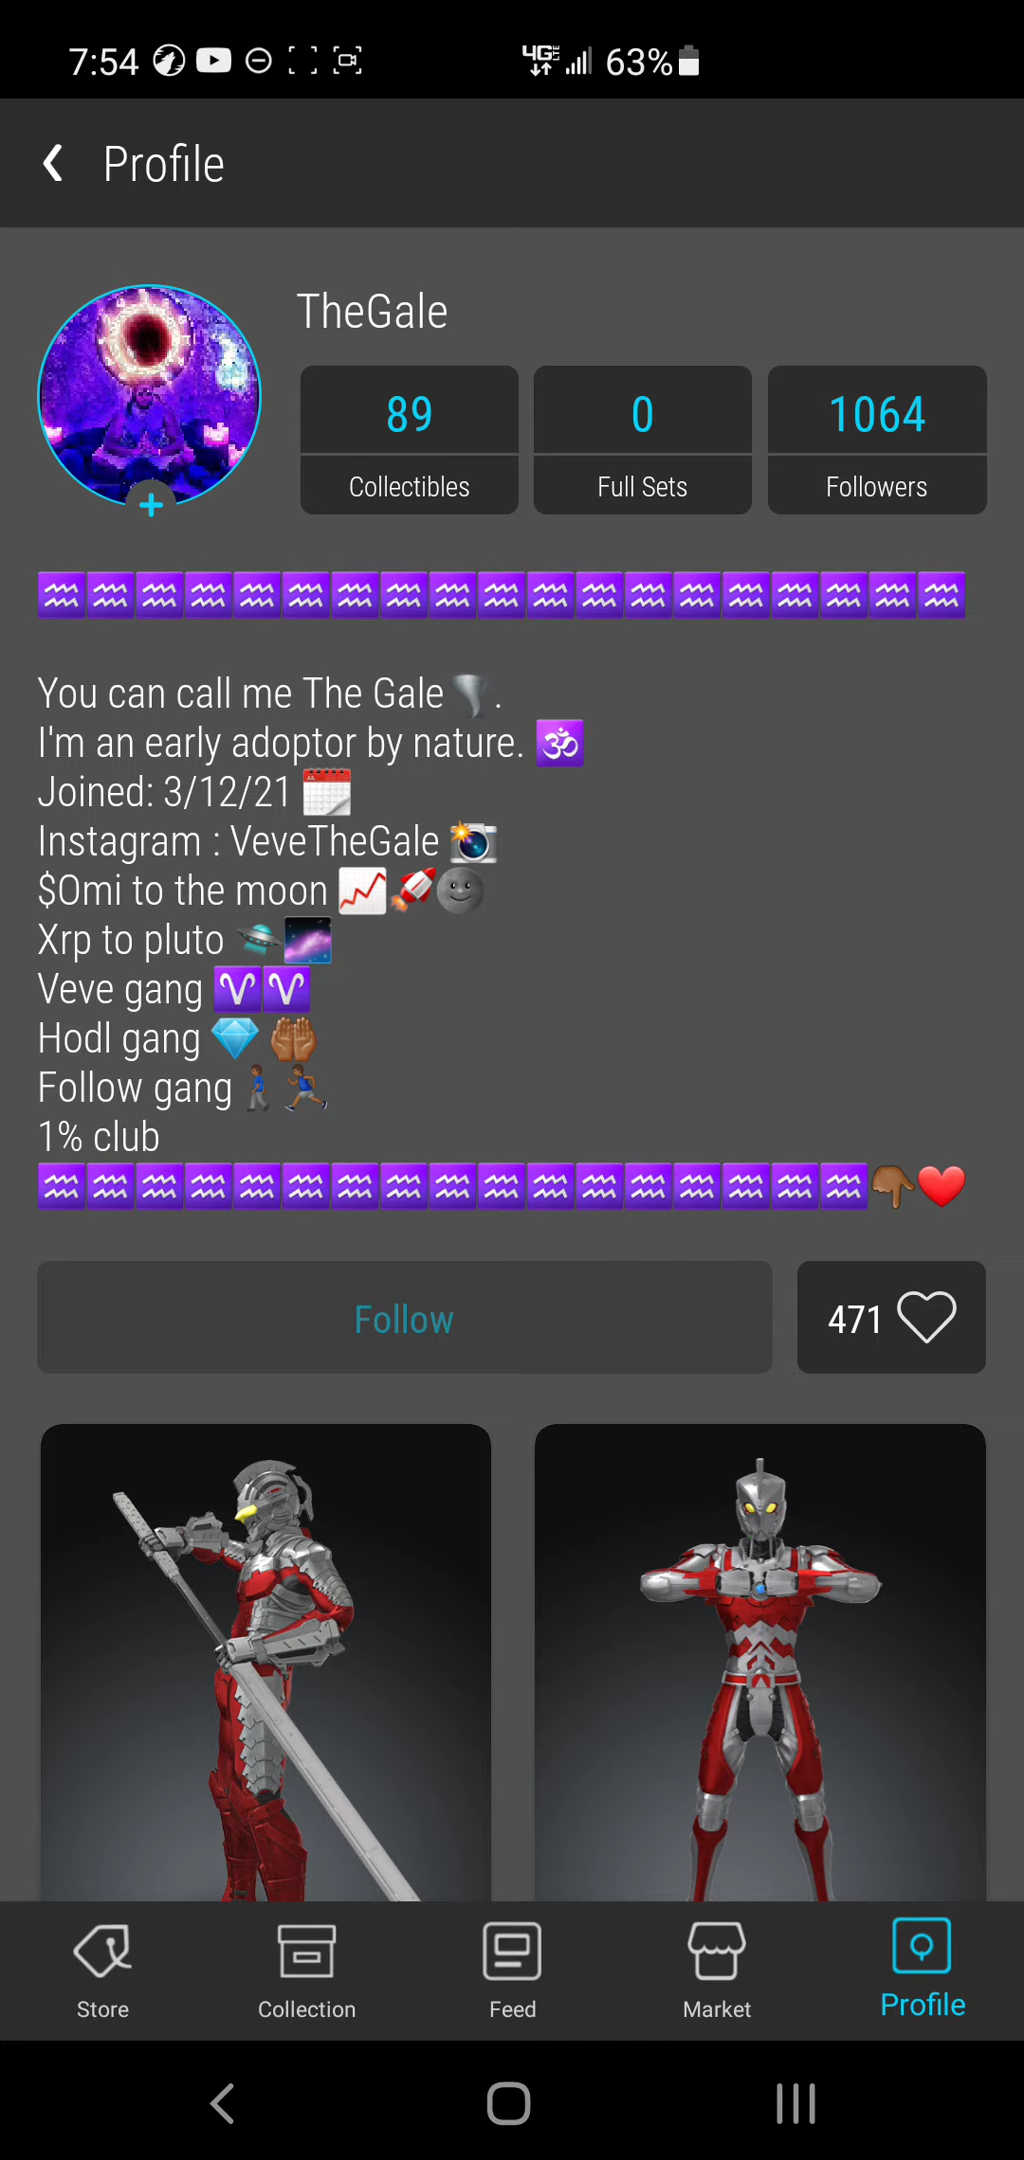 7:54 4G LTE 63%
Profile
TheGale
89 0 1064
Collectibles Full Sets Followers
♒♒♒♒♒♒♒♒♒♒♒♒♒♒♒♒♒♒♒
You can call me The Gale🌪.
I'm an early adoptor by nature. 🕉
Joined: 3/12/21 📅
Instagram : VeveTheGale 📸
$Omi to the moon 📈🚀🌚
Xrp to pluto 🛸🌌
Veve gang ♈♈
Hodl gang 💎🤲🏾
Follow gang🚶🏾🏃🏾
1% club
♒♒♒♒♒♒♒♒♒♒♒♒♒♒♒♒♒👇🏾❤️
Follow 471
Store Collection Feed Market Profile